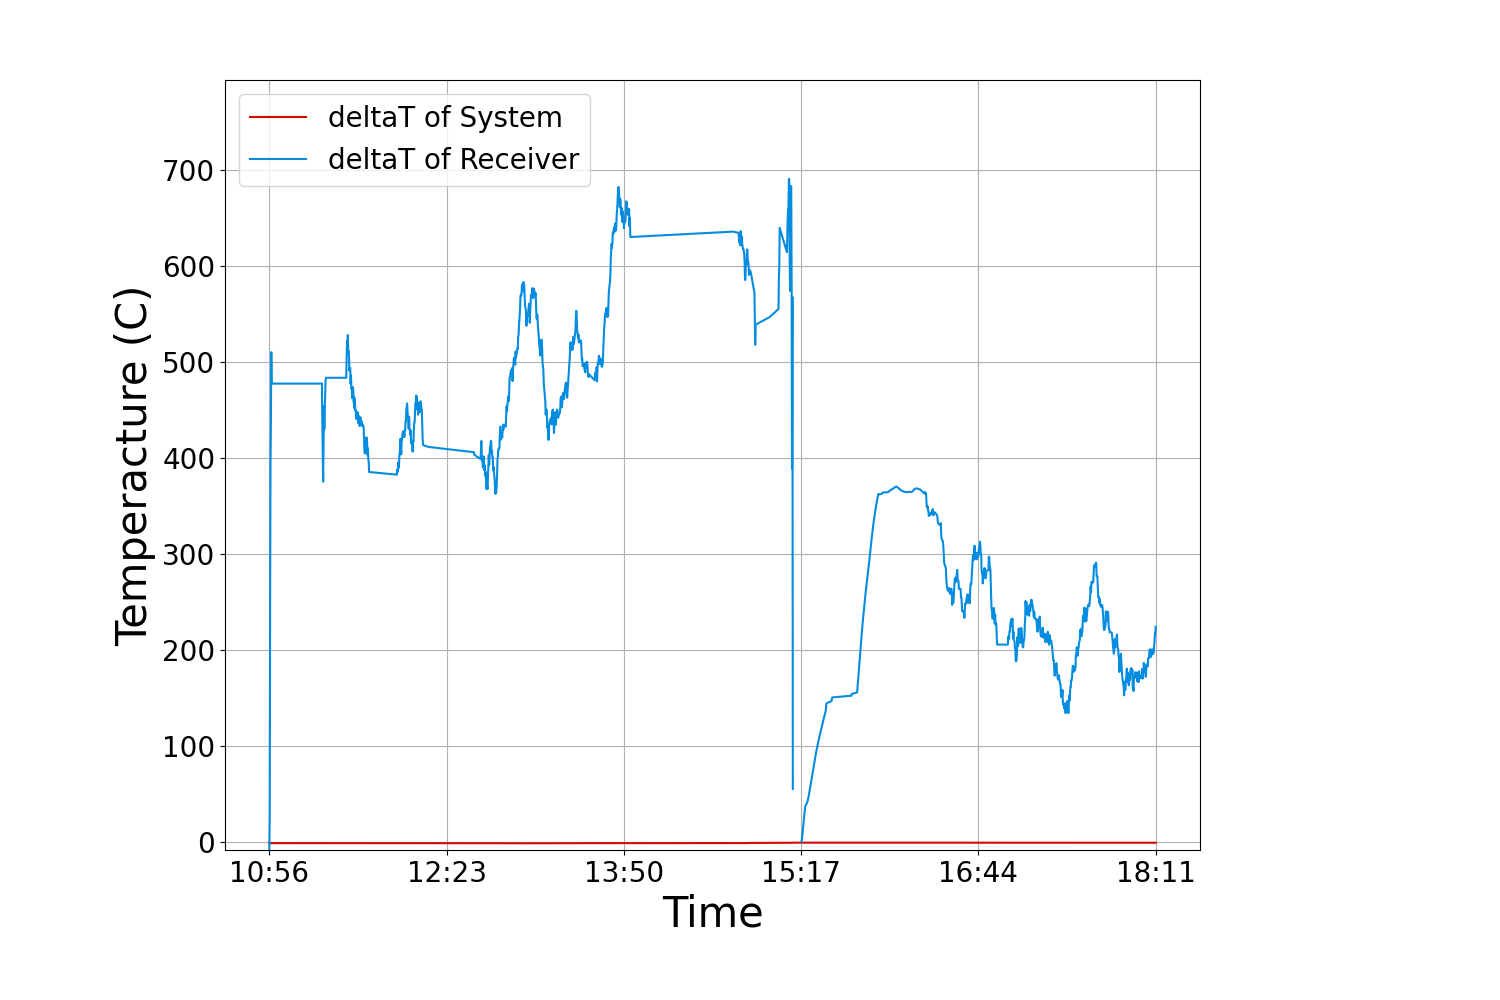 deltaT of System
deltaT of Receiver
Temperacture (C)
700
600
500
400
300
200
100
0
10:56 12:23 13:50 15:17 16:44 18:11
Time